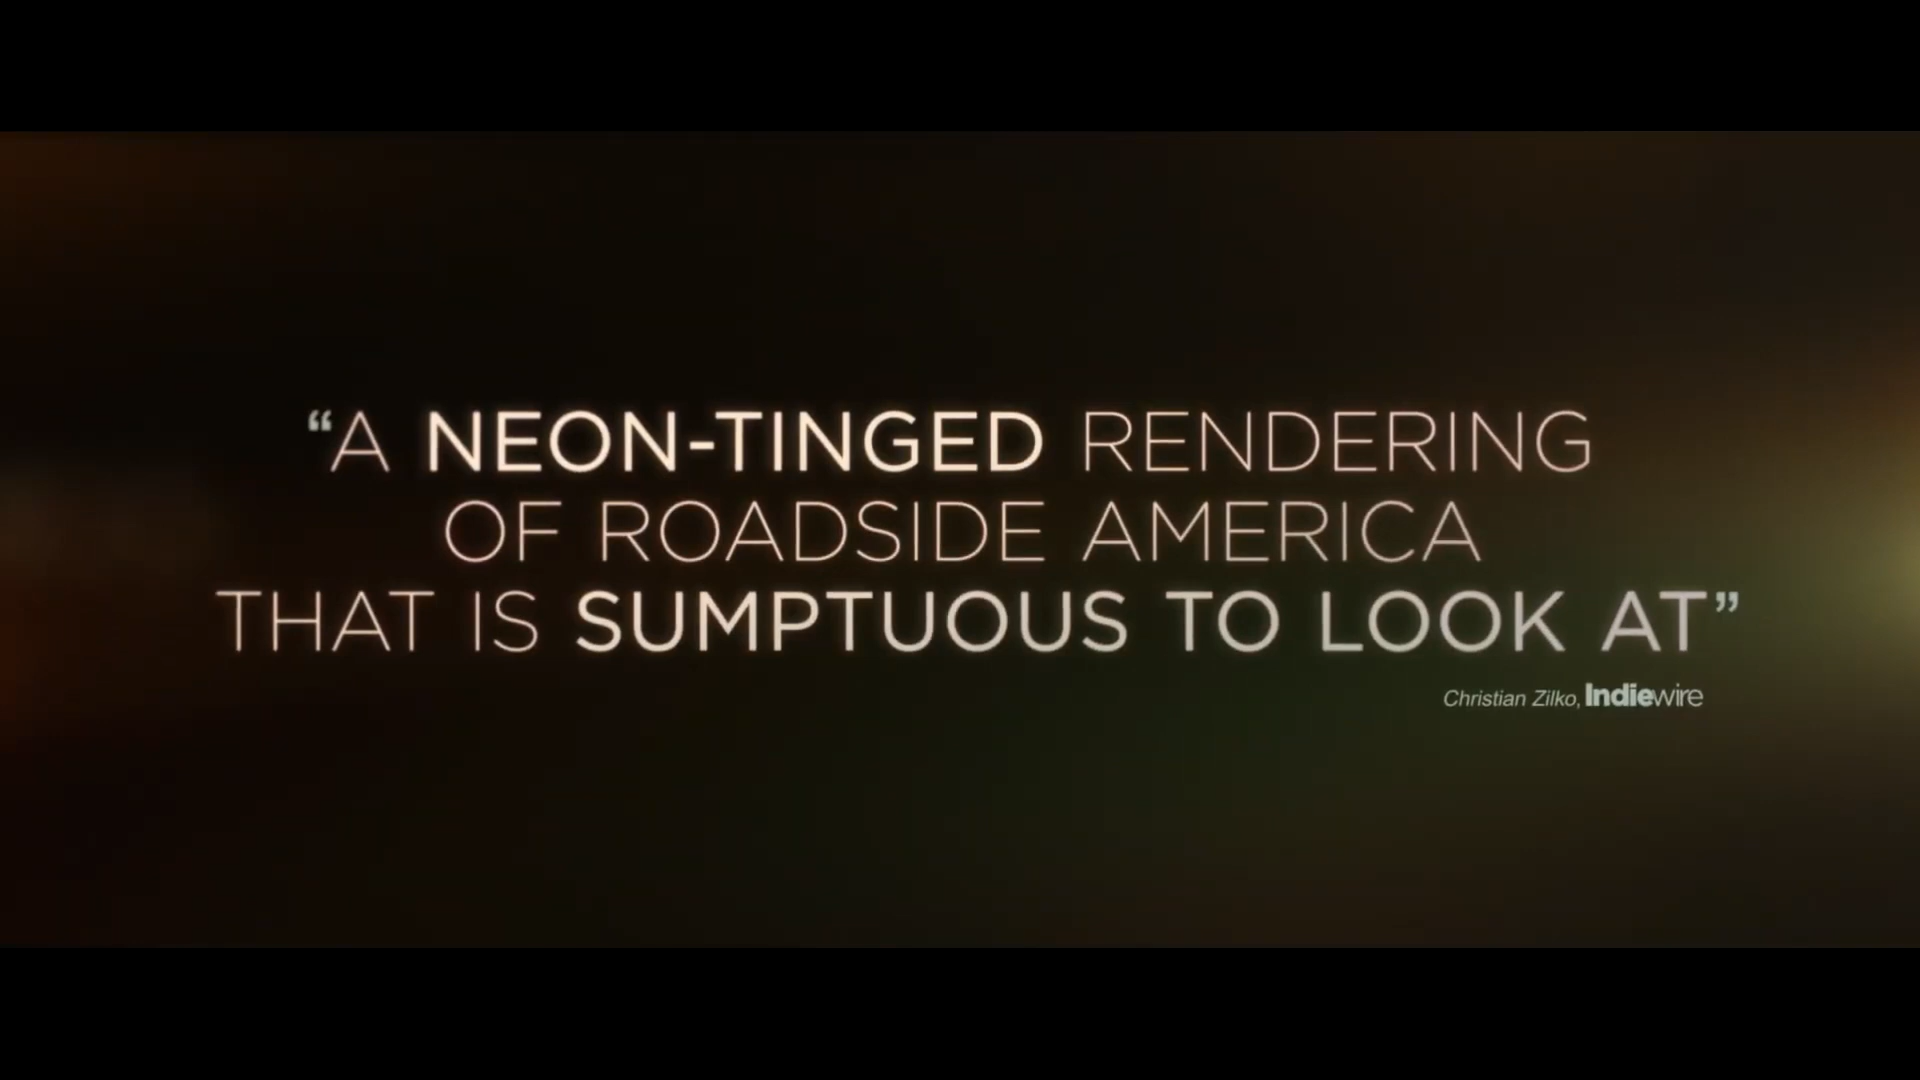 “A NEON-TINGED RENDERING
OF ROADSIDE AMERICA
THAT IS SUMPTUOUS TO LOOK AT”
Christian Zilko, Indiewire